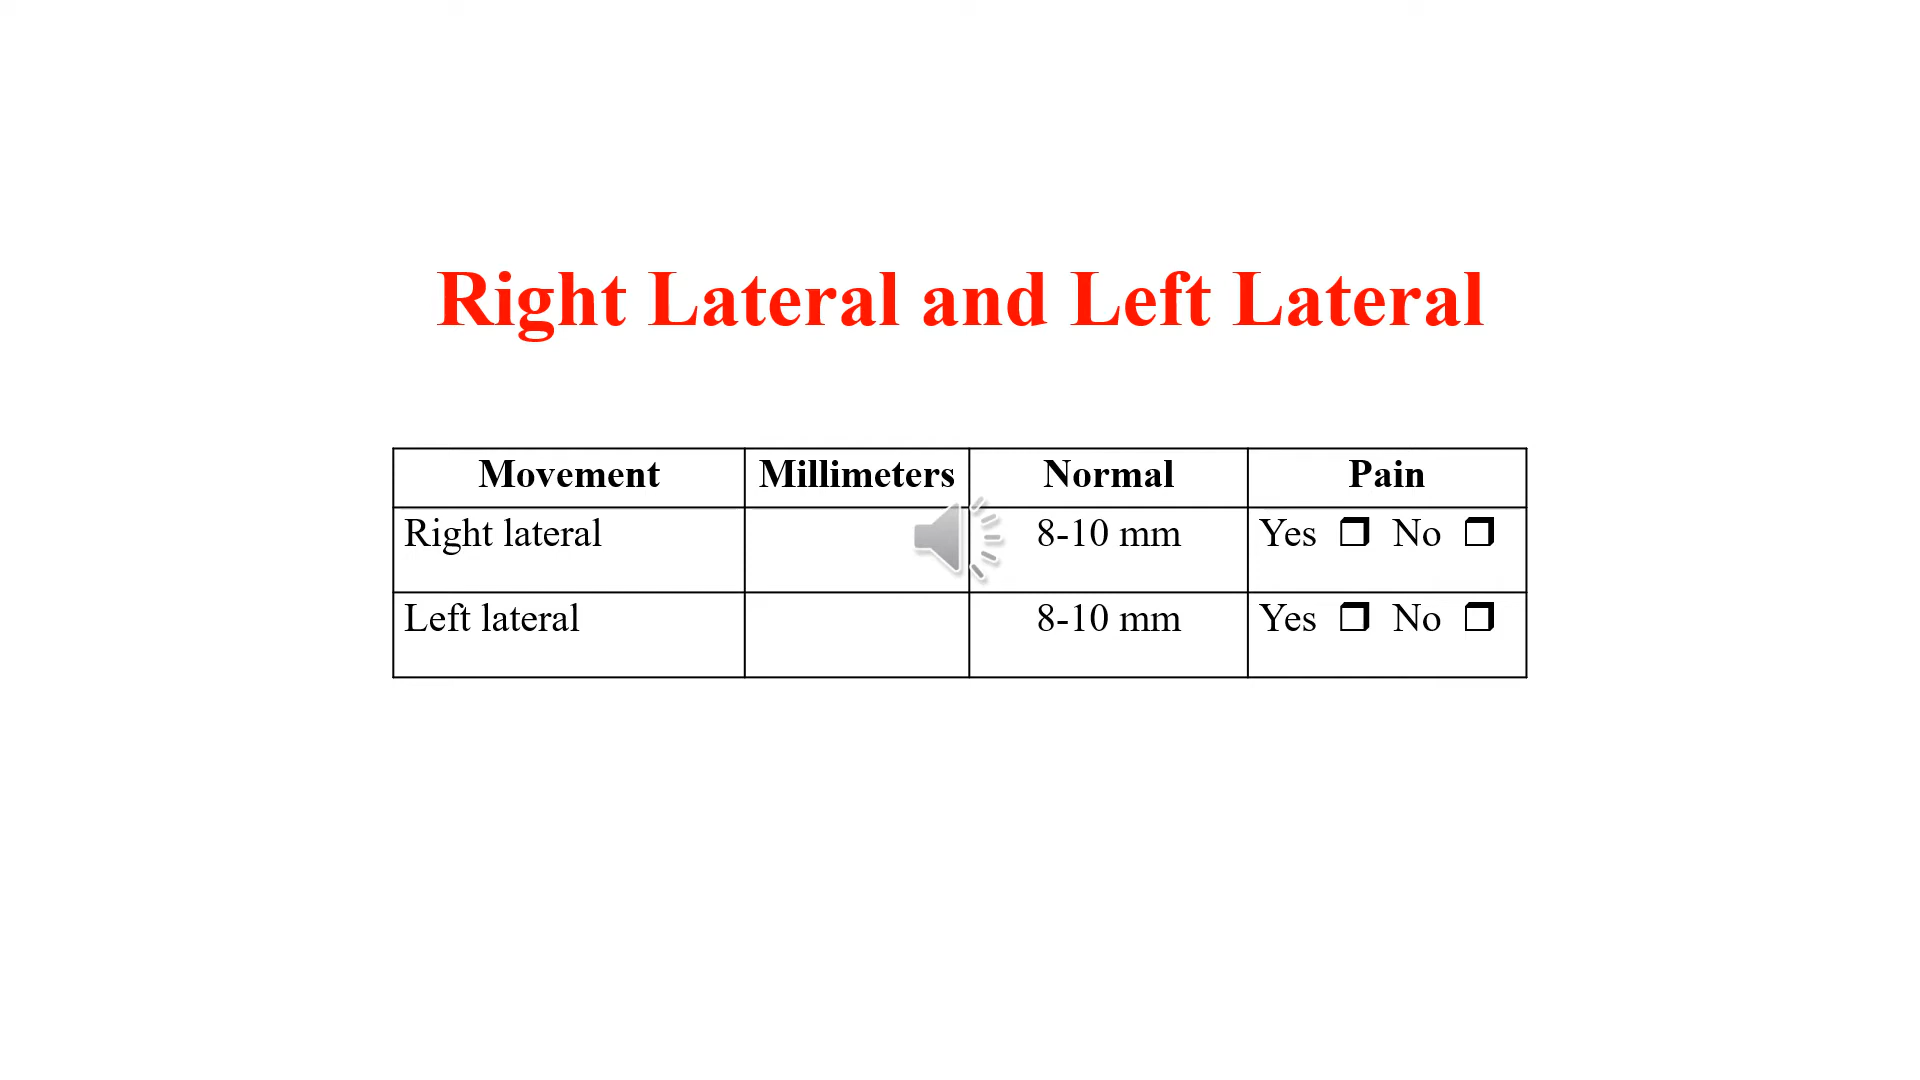 Right Lateral and Left Lateral
Movement Millimeters Normal Pain
Right lateral 8-10 mm Yes ❒ No ❒
Left lateral 8-10 mm Yes ❒ No ❒